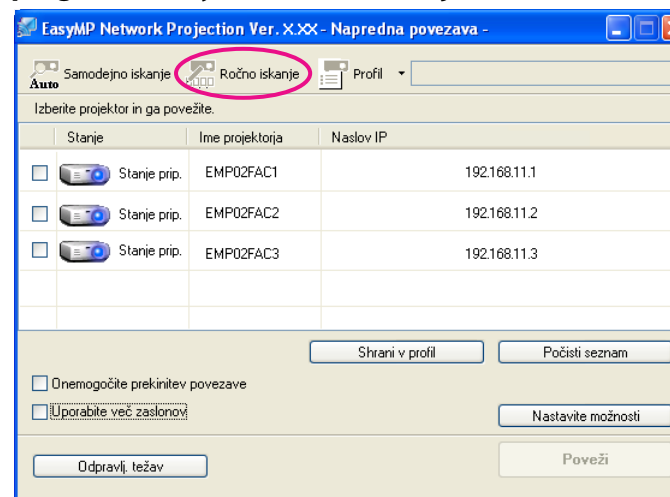 EasyMP Network Projection Ver. X.XX - Napredna povezava -
Auto Samodejno iskanje Ročno iskanje Profil
Izberite projektor in ga povežite.
Stanje Ime projektorja Naslov IP
Stanje prip. EMP02FAC1 192.168.11.1
Stanje prip. EMP02FAC2 192.168.11.2
Stanje prip. EMP02FAC3 192.168.11.3
Shrani v profil Počisti seznam
Onemogočite prekinitev povezave
Uporabite več zaslonov
Nastavite možnosti
Odpravlj. težav Poveži